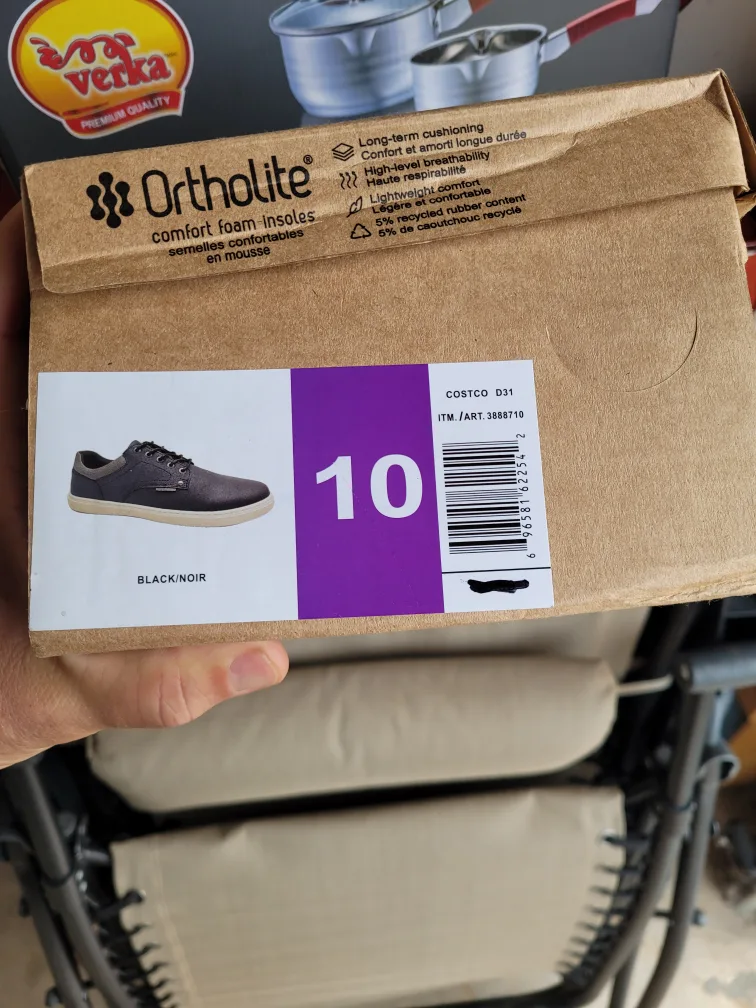 verka
PREMIUM QUALITY
Ortholite®
comfort foam insoles
semelles confortables
en mousse
Long-term cushioning
Confort et amorti longue durée
High-level breathability
Haute respirabilité
Lightweight comfort
Légère et confortable
5% recycled rubber content
5% de caoutchouc recyclé
BLACK/NOIR
10
COSTCO D31
ITM./ART. 3888710
6 96581 62254 2